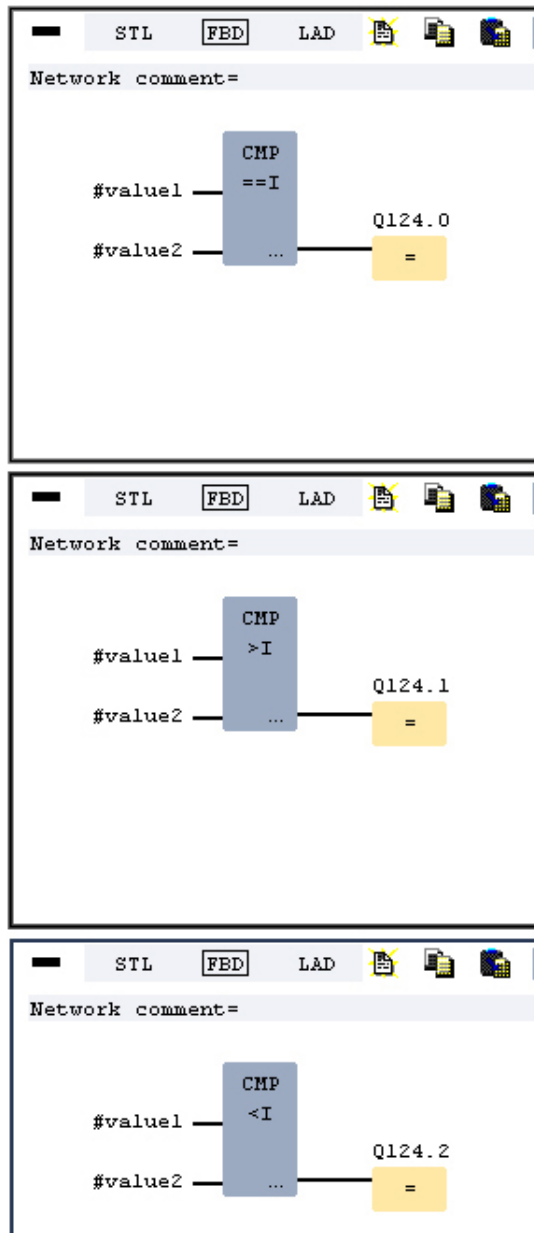 STL FBD LAD
Network comment=
CMP
==I
#value1
Q124.0
#value2 ... =
STL FBD LAD
Network comment=
CMP
>I
#value1
Q124.1
#value2 ... =
STL FBD LAD
Network comment=
CMP
<I
#value1
Q124.2
#value2 ... =